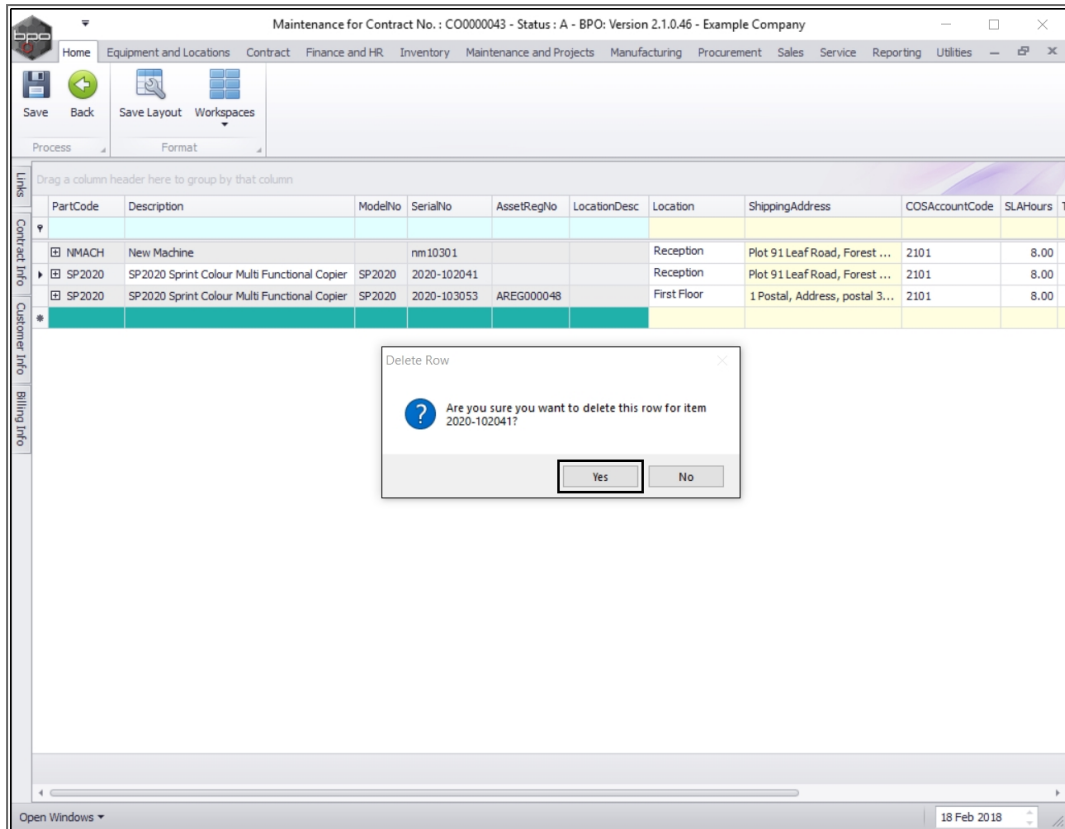 bpo
Maintenance for Contract No. : CO0000043 - Status : A - BPO: Version 2.1.0.46 - Example Company
Home Equipment and Locations Contract Finance and HR Inventory Maintenance and Projects Manufacturing Procurement Sales Service Reporting Utilities
Save Back Save Layout Workspaces
Process Format
Links
Contract Info
Customer Info
Billing Info
Drag a column header here to group by that column
PartCode Description ModelNo SerialNo AssetRegNo LocationDesc Location ShippingAddress COSAccountCode SLAHours T
NMACH New Machine nm10301 Reception Plot 91 Leaf Road, Forest ... 2101 8.00
SP2020 SP2020 Sprint Colour Multi Functional Copier SP2020 2020-102041 Reception Plot 91 Leaf Road, Forest ... 2101 8.00
SP2020 SP2020 Sprint Colour Multi Functional Copier SP2020 2020-103053 AREG000048 First Floor 1 Postal, Address, postal 3... 2101 8.00
Delete Row
Are you sure you want to delete this row for item
2020-102041?
Yes No
Open Windows 18 Feb 2018